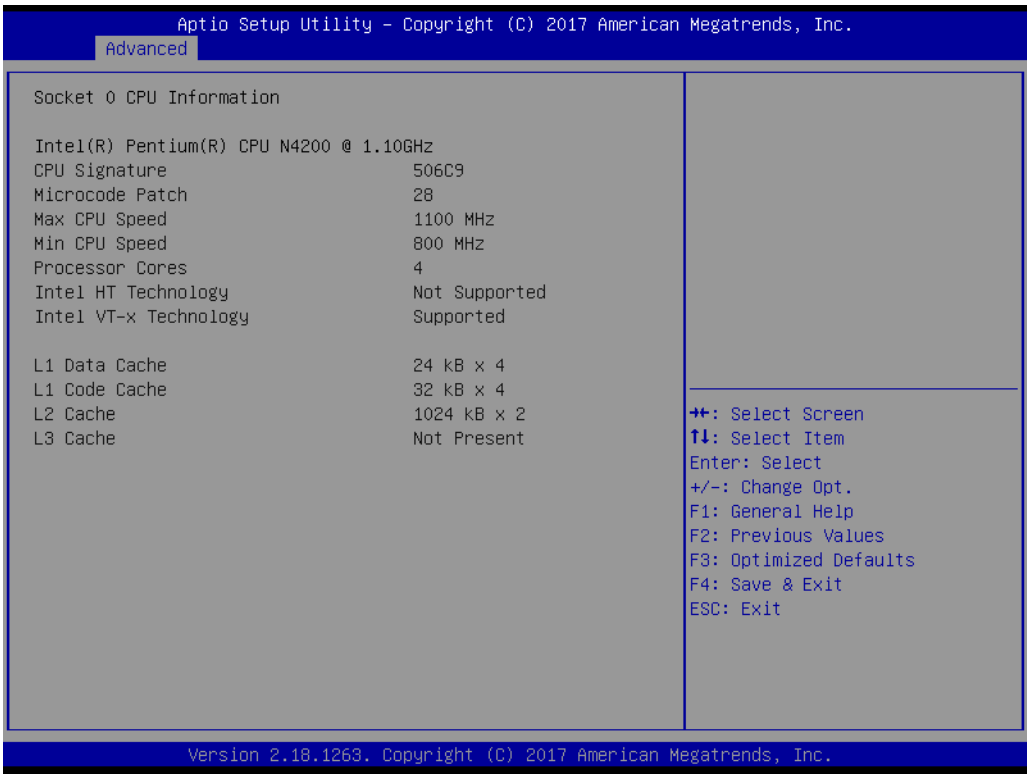 Aptio Setup Utility – Copyright (C) 2017 American Megatrends, Inc.
Advanced
Socket 0 CPU Information
Intel(R) Pentium(R) CPU N4200 @ 1.10GHz
CPU Signature 506C9
Microcode Patch 28
Max CPU Speed 1100 MHz
Min CPU Speed 800 MHz
Processor Cores 4
Intel HT Technology Not Supported
Intel VT-x Technology Supported
L1 Data Cache 24 kB x 4
L1 Code Cache 32 kB x 4
L2 Cache 1024 kB x 2
L3 Cache Not Present
→←: Select Screen
↑↓: Select Item
Enter: Select
+/-: Change Opt.
F1: General Help
F2: Previous Values
F3: Optimized Defaults
F4: Save & Exit
ESC: Exit
Version 2.18.1263. Copyright (C) 2017 American Megatrends, Inc.